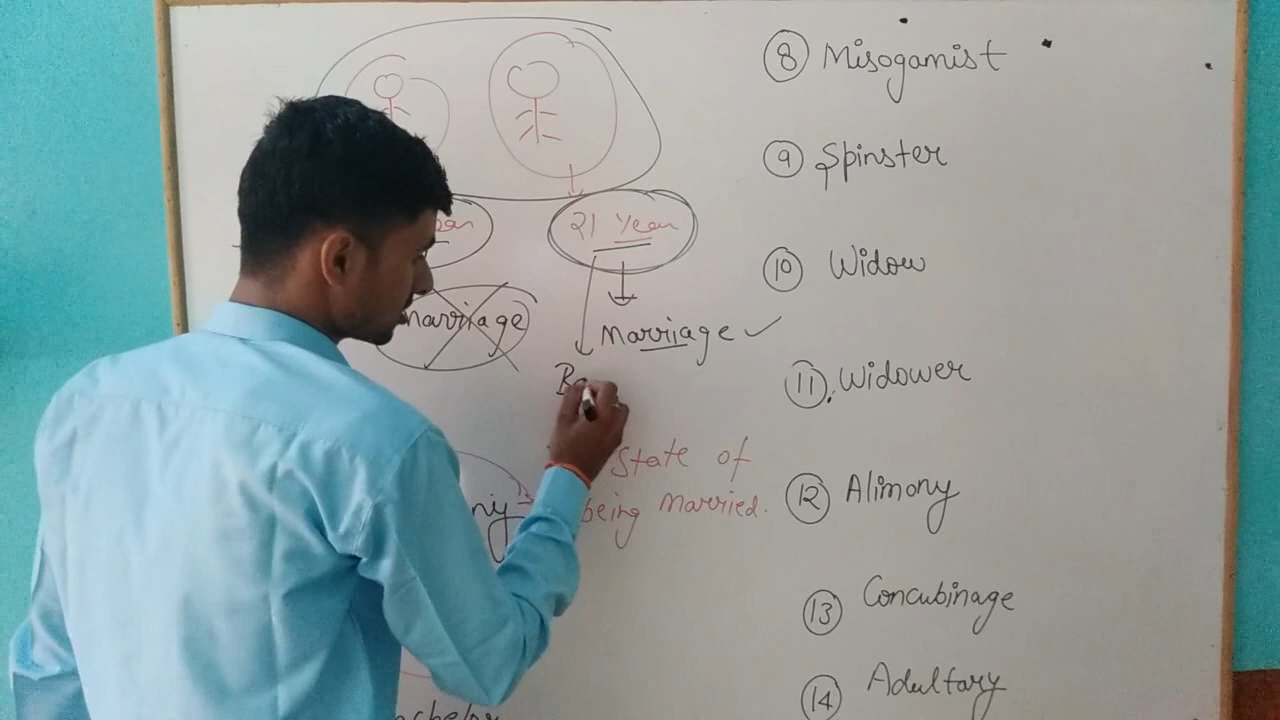 21 Year
marriage
Marriage
State of
being Married.
8 Misogamist
9 Spinster
10 Widow
11. Widower
12 Alimony
13 Concubinage
14 Adultary